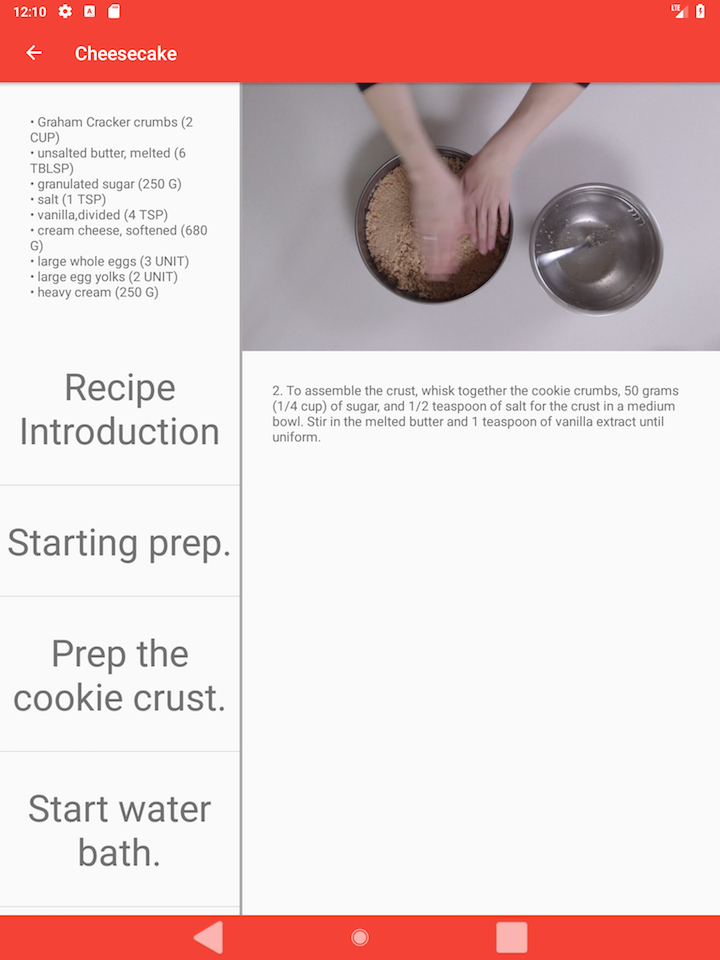 12:10
LTE
Cheesecake
• Graham Cracker crumbs (2
CUP)
• unsalted butter, melted (6
TBLSP)
• granulated sugar (250 G)
• salt (1 TSP)
• vanilla,divided (4 TSP)
• cream cheese, softened (680
G)
• large whole eggs (3 UNIT)
• large egg yolks (2 UNIT)
• heavy cream (250 G)
Recipe
Introduction
Starting prep.
Prep the
cookie crust.
Start water
bath.
2. To assemble the crust, whisk together the cookie crumbs, 50 grams
(1/4 cup) of sugar, and 1/2 teaspoon of salt for the crust in a medium
bowl. Stir in the melted butter and 1 teaspoon of vanilla extract until
uniform.